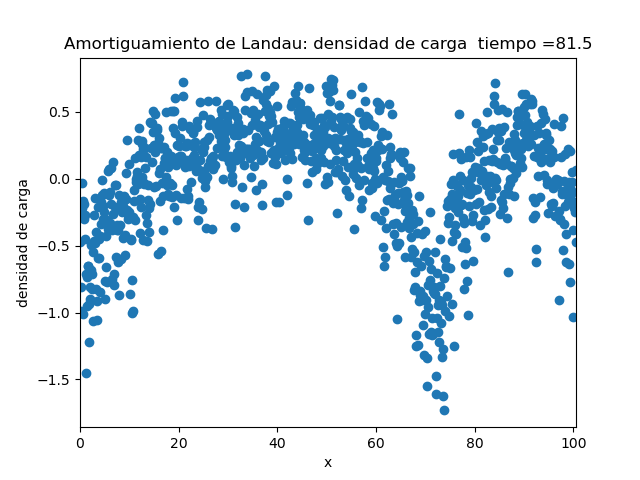 Amortiguamiento de Landau: densidad de carga  tiempo =81.5
densidad de carga
0.5
0.0
−0.5
−1.0
−1.5
0 20 40 60 80 100
x